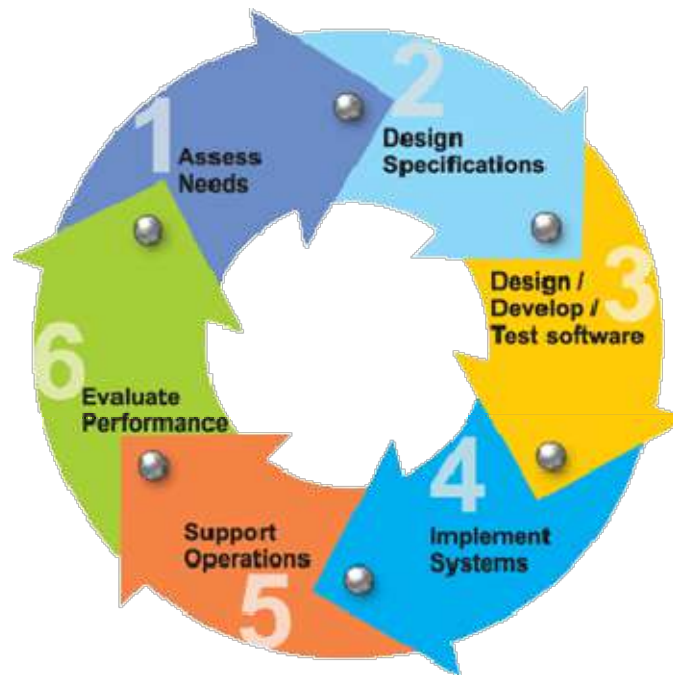 1
Assess
Needs
2
Design
Specifications
3
Design /
Develop /
Test software
4
Implement
Systems
5
Support
Operations
6
Evaluate
Performance